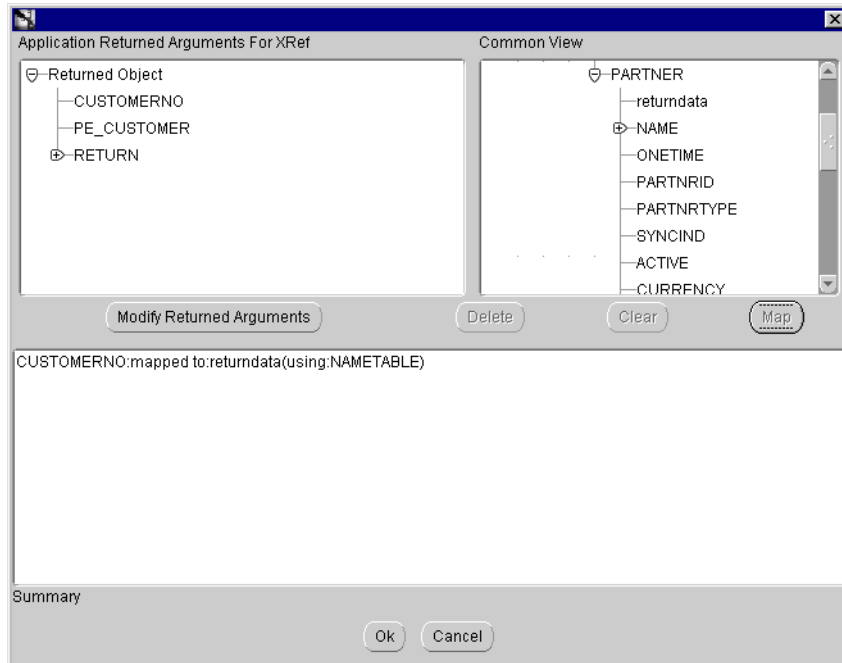 Application Returned Arguments For XRef
Common View
Returned Object
CUSTOMERNO
PE_CUSTOMER
RETURN
PARTNER
returndata
NAME
ONETIME
PARTNRID
PARTNRTYPE
SYNCIND
ACTIVE
CURRENCY
Modify Returned Arguments
Delete
Clear
Map
CUSTOMERNO:mapped to:returndata(using:NAMETABLE)
Summary
Ok
Cancel